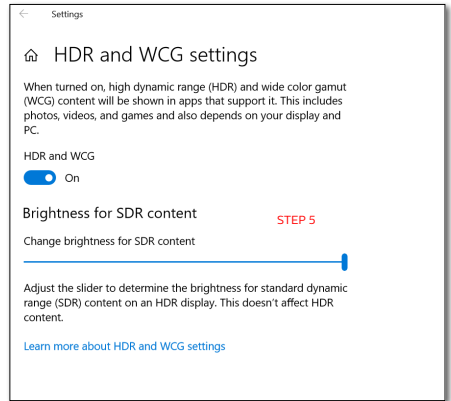 Settings
HDR and WCG settings
When turned on, high dynamic range (HDR) and wide color gamut
(WCG) content will be shown in apps that support it. This includes
photos, videos, and games and also depends on your display and
PC.
HDR and WCG
On
Brightness for SDR content
STEP 5
Change brightness for SDR content
Adjust the slider to determine the brightness for standard dynamic
range (SDR) content on an HDR display. This doesn't affect HDR
content.
Learn more about HDR and WCG settings